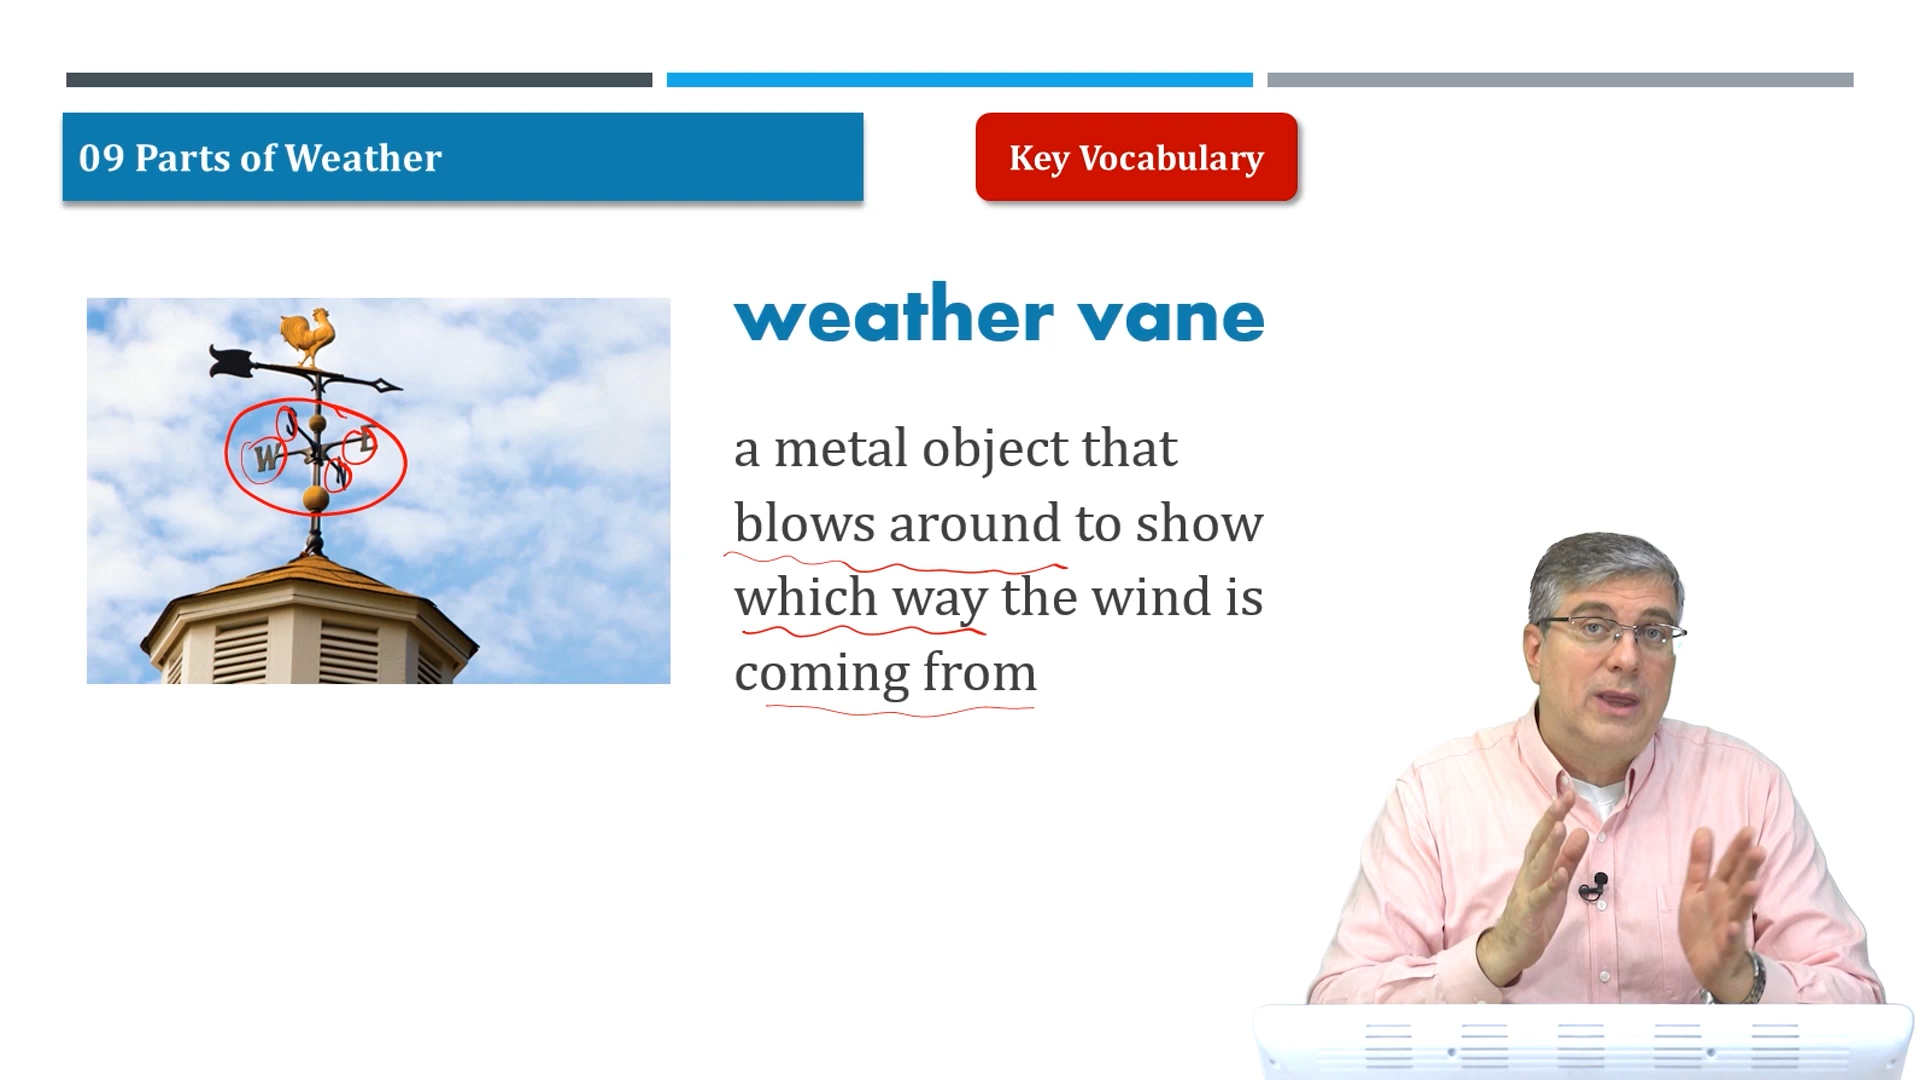 09 Parts of Weather
Key Vocabulary
weather vane
a metal object that
blows around to show
which way the wind is
coming from
W
E
N